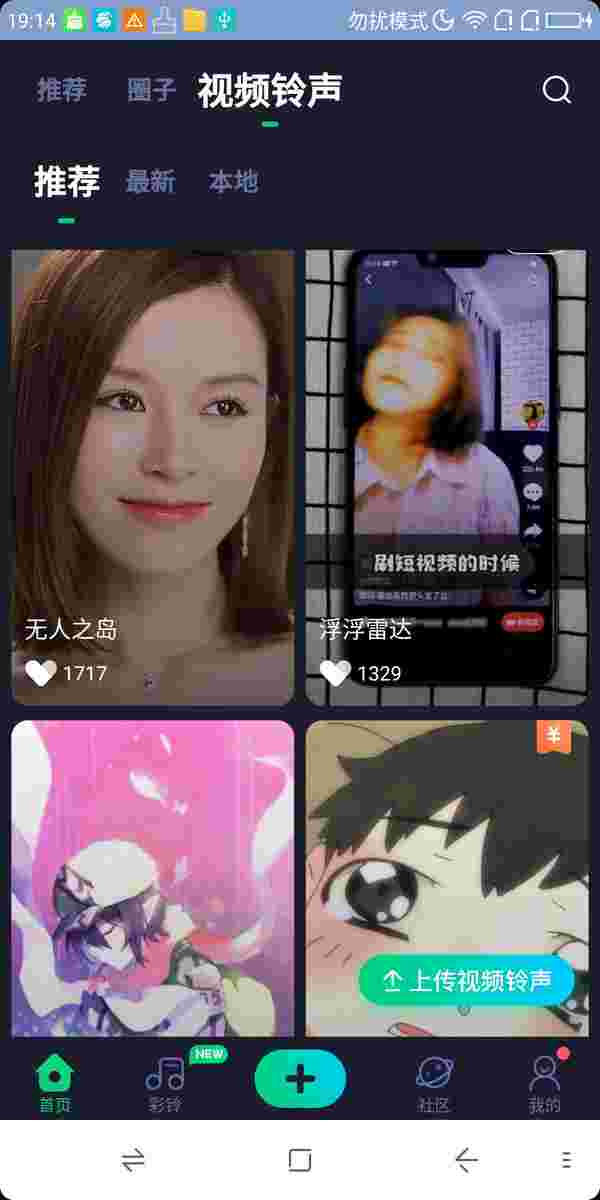 19:14 勿扰模式
推荐 圈子 视频铃声
推荐 最新 本地
刷短视频的时候
无人之岛
1717
浮浮雷达
1329
¥
上传视频铃声
NEW
首页 彩铃 社区 我的